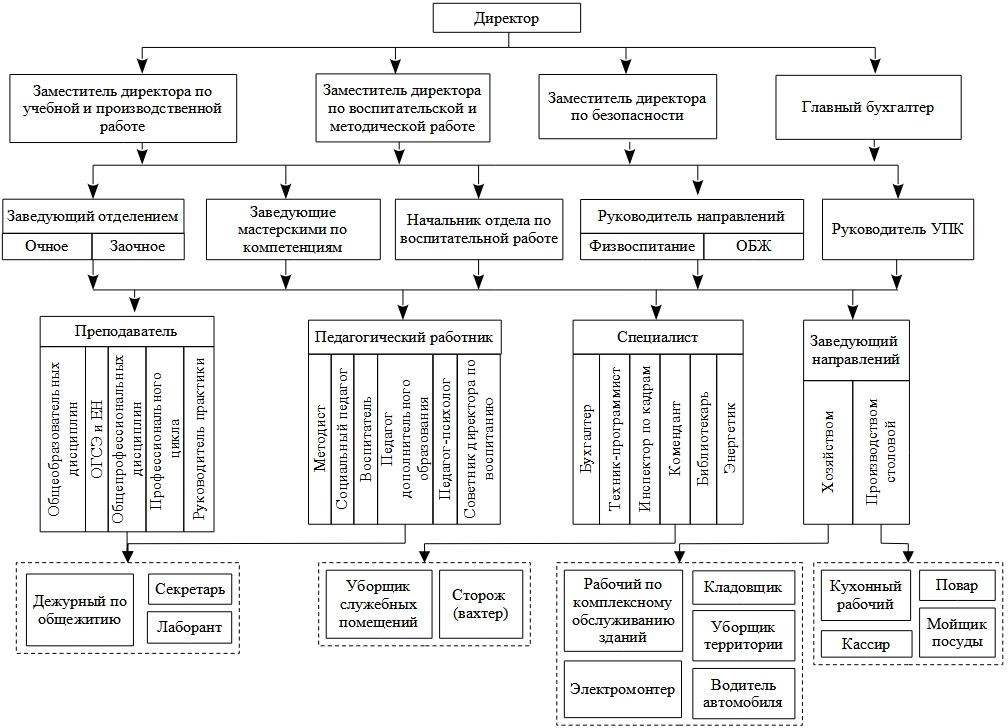 Директор
Заместитель директора по
учебной и производственной
работе
Заместитель директора
по воспитательской и
методической работе
Заместитель директора
по безопасности
Главный бухгалтер
Заведующий отделением
Очное
Заочное
Заведующие
мастерскими по
компетенциям
Начальник отдела по
воспитательной работе
Руководитель направлений
Физвоспитание
ОБЖ
Руководитель УПК
Преподаватель
Общеобразовательных
дисциплин
ОГСЭ и ЕН
Общепрофессиональных
дисциплин
Профессионального
цикла
Руководитель практики
Педагогический работник
Методист
Социальный педагог
Воспитатель
Педагог
дополнительного
образования
Педагог-психолог
Советник директора по
воспитанию
Специалист
Бухгалтер
Техник-программист
Инспектор по кадрам
Комендант
Библиотекарь
Энергетик
Заведующий
направлений
Хозяйством
Производством
столовой
Дежурный по
общежитию
Секретарь
Лаборант
Уборщик
служебных
помещений
Сторож
(вахтер)
Рабочий по
комплексному
обслуживанию
зданий
Кладовщик
Уборщик
территории
Электромонтер
Водитель
автомобиля
Кухонный
рабочий
Повар
Кассир
Мойщик
посуды